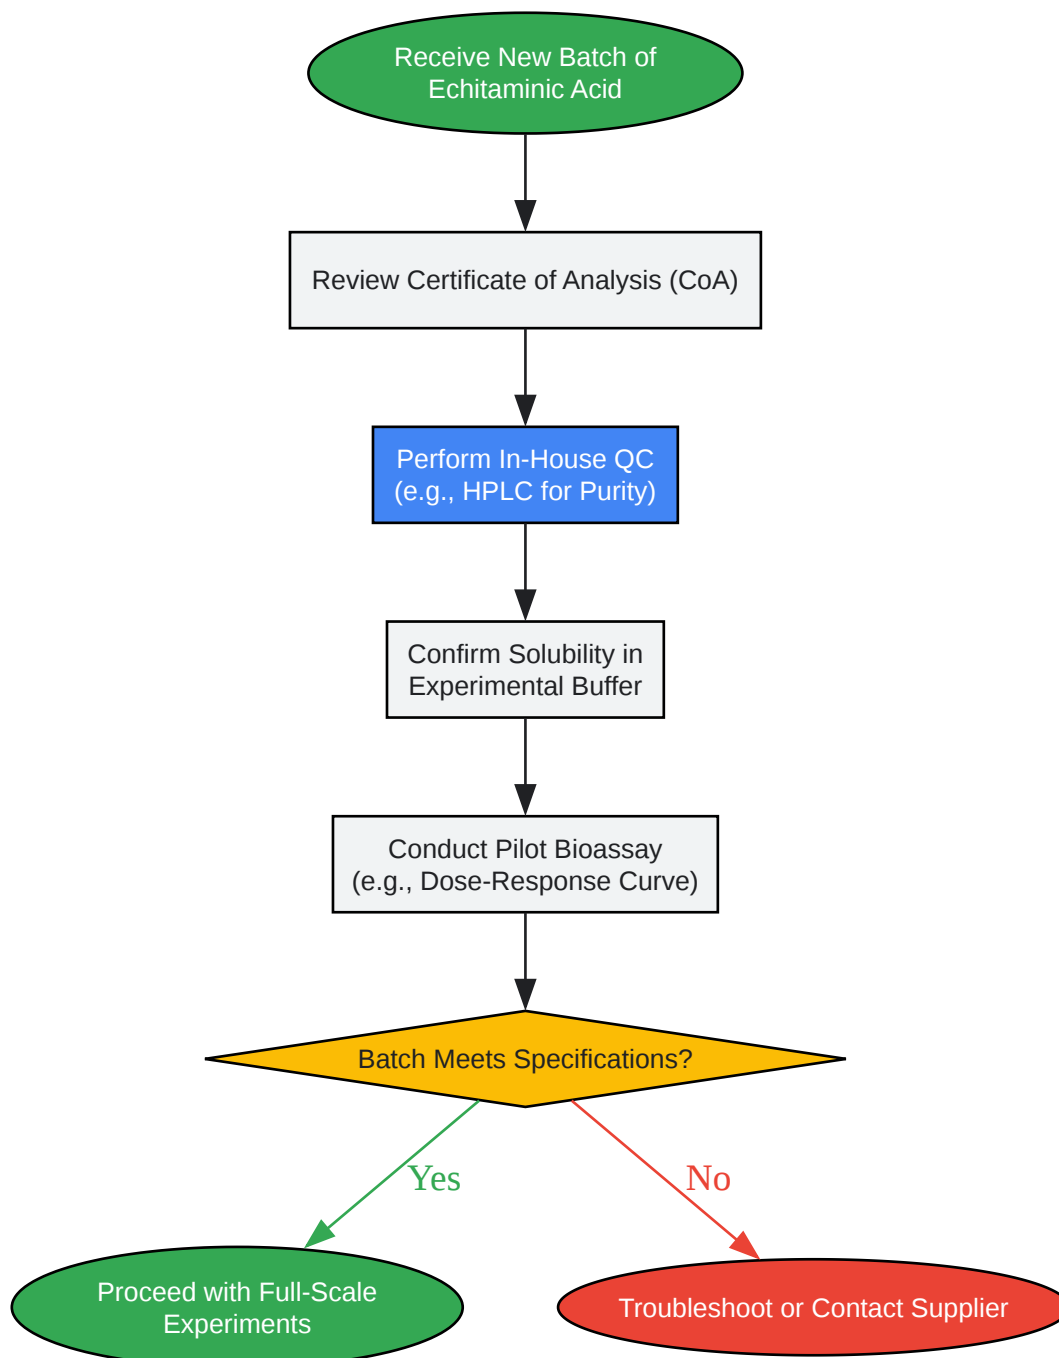 Receive New Batch of
Echitaminic Acid
Review Certificate of Analysis (CoA)
Perform In-House QC
(e.g., HPLC for Purity)
Confirm Solubility in
Experimental Buffer
Conduct Pilot Bioassay
(e.g., Dose-Response Curve)
Batch Meets Specifications?
Yes
No
Proceed with Full-Scale
Experiments
Troubleshoot or Contact Supplier